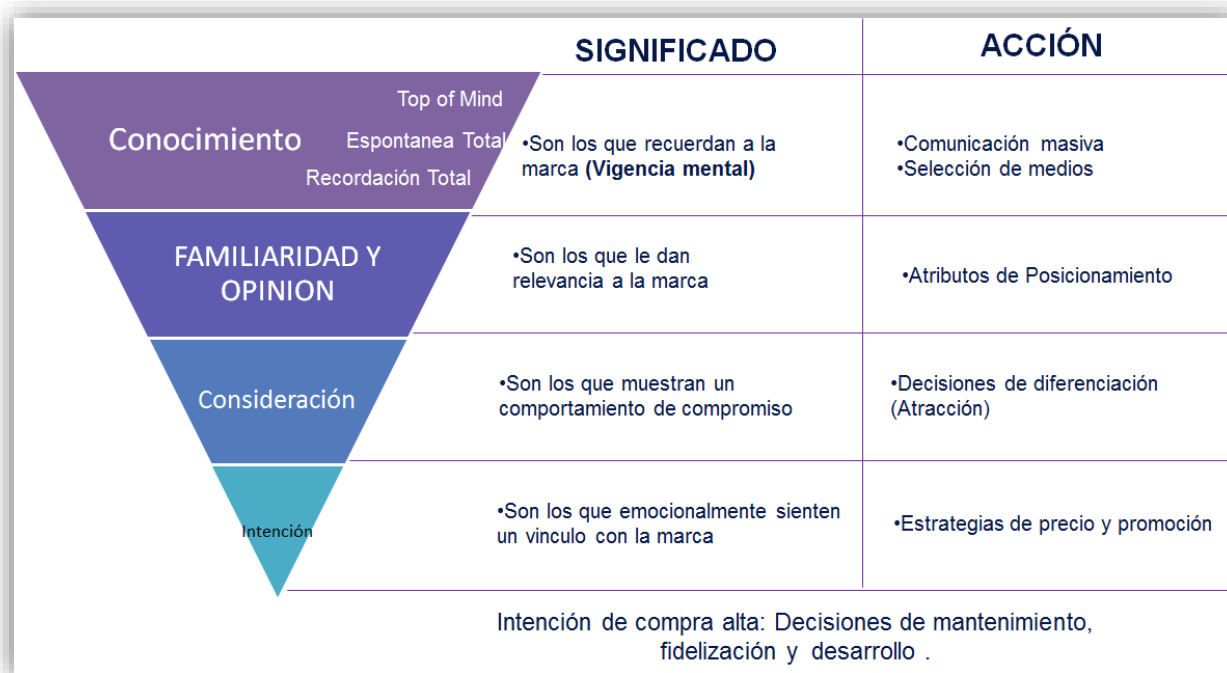 SIGNIFICADO
ACCIÓN
Top of Mind
Conocimiento
Espontanea Total
Recordación Total
•Son los que recuerdan a la
marca (Vigencia mental)
•Comunicación masiva
•Selección de medios
FAMILIARIDAD Y
OPINION
•Son los que le dan
relevancia a la marca
•Atributos de Posicionamiento
Consideración
•Son los que muestran un
comportamiento de compromiso
•Decisiones de diferenciación
(Atracción)
Intención
•Son los que emocionalmente sienten
un vinculo con la marca
•Estrategias de precio y promoción
Intención de compra alta: Decisiones de mantenimiento,
fidelización y desarrollo .